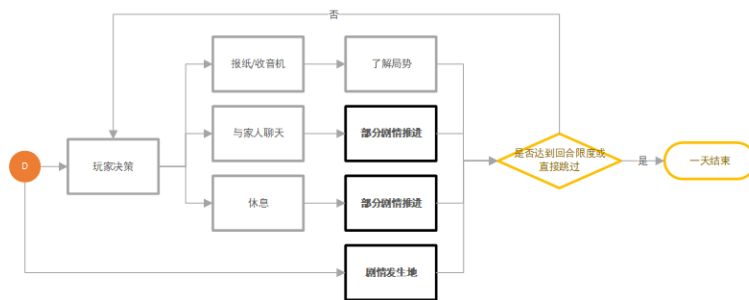 否
报纸/收音机
了解局势
与家人聊天
部分剧情推进
D
玩家决策
是否达到回合限度或
直接跳过
是
一天结束
休息
部分剧情推进
剧情发生地